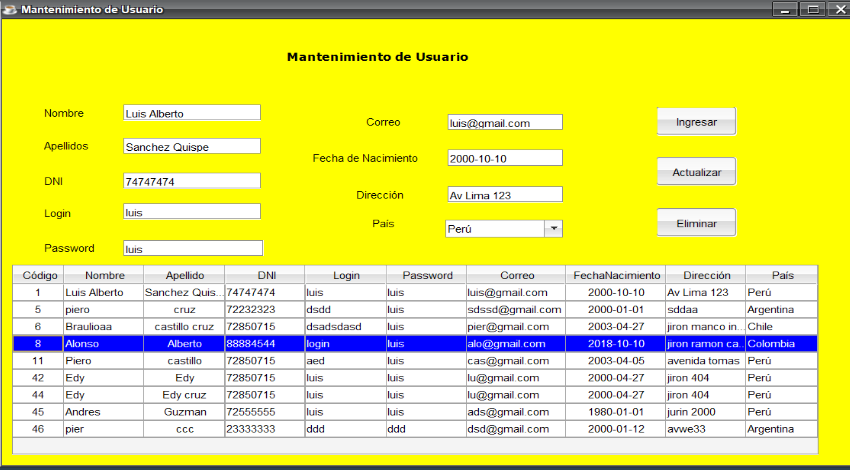 Mantenimiento de Usuario
Mantenimiento de Usuario
Nombre Luis Alberto
Apellidos Sanchez Quispe
DNI 74747474
Login luis
Password luis
Correo luis@gmail.com
Fecha de Nacimiento 2000-10-10
Dirección Av Lima 123
País Perú
Ingresar
Actualizar
Eliminar
Código Nombre Apellido DNI Login Password Correo FechaNacimiento Dirección País
1 Luis Alberto Sanchez Quis... 74747474 luis luis luis@gmail.com 2000-10-10 Av Lima 123 Perú
5 piero cruz 72232323 dsdd luis sdssd@gmail.com 2000-01-01 sddaa Argentina
6 Braulioaa castillo cruz 72850715 dsadsdasd luis pier@gmail.com 2003-04-27 jiron manco in... Chile
8 Alonso Alberto 88884544 login luis alo@gmail.com 2018-10-10 jiron ramon ca... Colombia
11 Piero castillo 72850715 aed luis cas@gmail.com 2003-04-05 avenida tomas Perú
42 Edy Edy 72850715 luis luis lu@gmail.com 2000-04-27 jiron 404 Perú
44 Edy Edy cruz 72850715 luis luis lu@gmail.com 2000-04-27 jiron 404 Perú
45 Andres Guzman 72555555 luis luis ads@gmail.com 1980-01-01 jurin 2000 Perú
46 pier ccc 23333333 ddd ddd dsd@gmail.com 2000-01-12 avwe33 Argentina